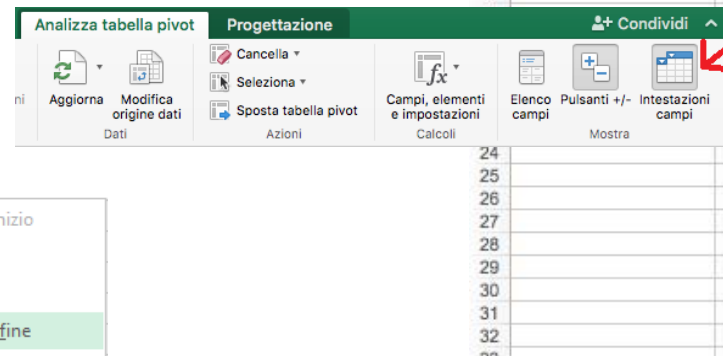 Analizza tabella pivot Progettazione Condividi
Cancella
Seleziona
Sposta tabella pivot
Aggiorna
Modifica
origine dati
Campi, elementi
e impostazioni
Elenco
campi
Pulsanti +/-
Intestazioni
campi
Dati Azioni Calcoli Mostra
24
25
26
27
28
29
30
31
32
nizio
fine